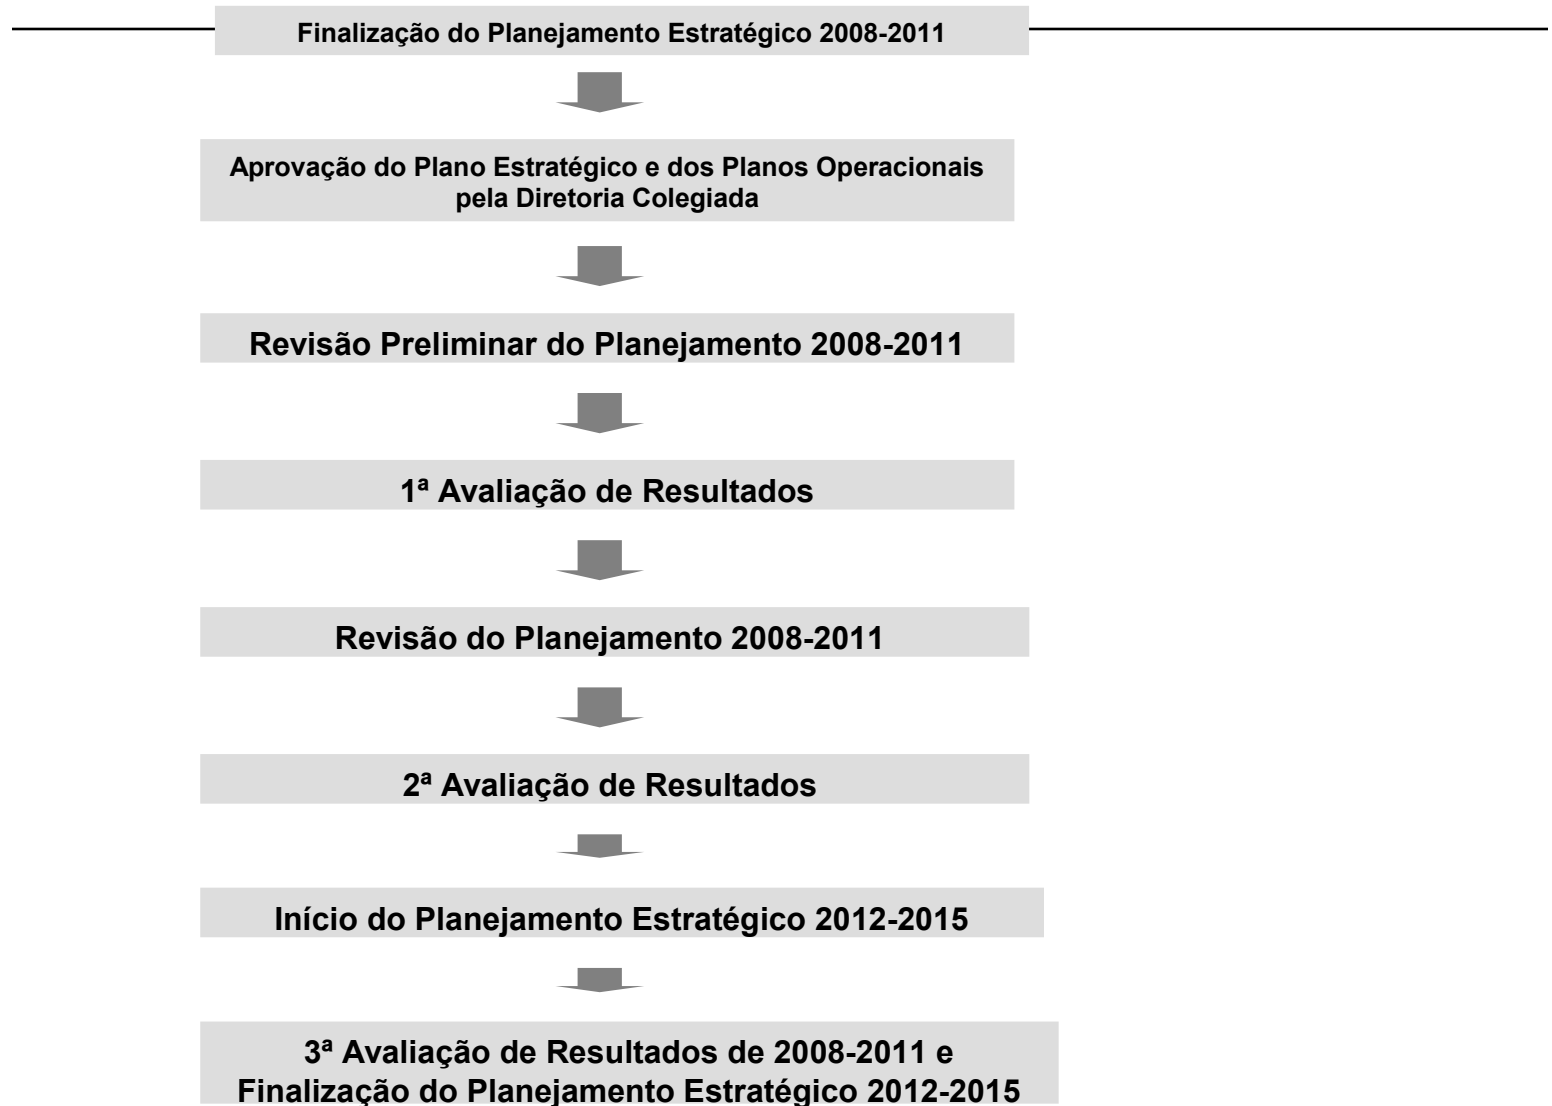 Finalização do Planejamento Estratégico 2008-2011
Aprovação do Plano Estratégico e dos Planos Operacionais
pela Diretoria Colegiada
Revisão Preliminar do Planejamento 2008-2011
1ª Avaliação de Resultados
Revisão do Planejamento 2008-2011
2ª Avaliação de Resultados
Início do Planejamento Estratégico 2012-2015
3ª Avaliação de Resultados de 2008-2011 e
Finalização do Planejamento Estratégico 2012-2015